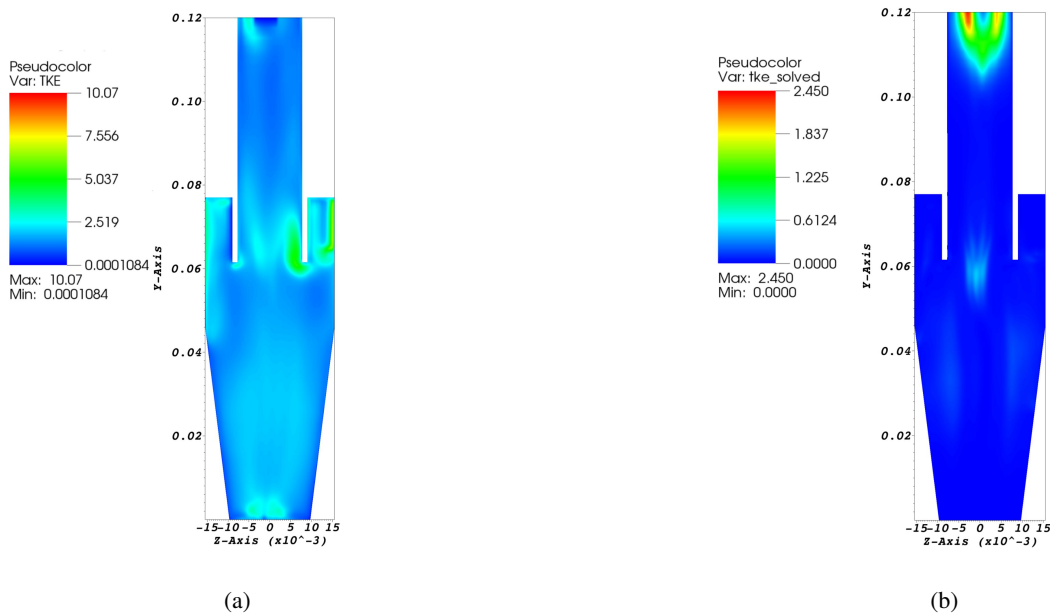 Pseudocolor
Var: TKE
10.07
7.556
5.037
2.519
0.0001084
Max: 10.07
Min: 0.0001084
0.12
0.10
0.08
0.06
0.04
0.02
Y-Axis
-15-10-5 0 5 10 15
Z-Axis (x10^-3)
(a)
Pseudocolor
Var: tke_solved
2.450
1.837
1.225
0.6124
0.0000
Max: 2.450
Min: 0.0000
0.12
0.10
0.08
0.06
0.04
0.02
Y-Axis
-15-10-5 0 5 10 15
Z-Axis (x10^-3)
(b)